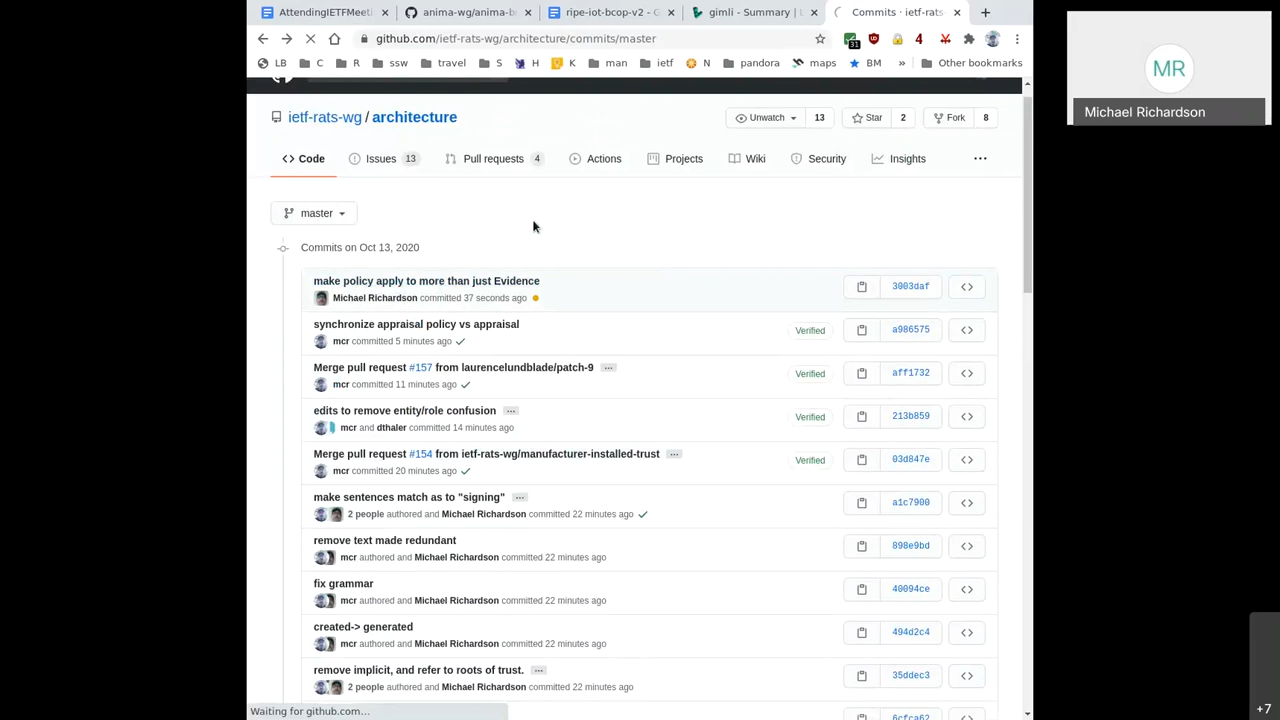 AttendingIETFMeeti
anima-wg/anima-br
ripe-iot-bcop-v2 - G
gimli - Summary | L
Commits · ietf-rats-
github.com/ietf-rats-wg/architecture/commits/master
31
4
LB
C
R
ssw
travel
S
H
K
man
ietf
N
pandora
maps
BM
»
Other bookmarks
ietf-rats-wg / architecture
Unwatch
13
Star
2
Fork
8
Code
Issues 13
Pull requests 4
Actions
Projects
Wiki
Security
Insights
master
Commits on Oct 13, 2020
make policy apply to more than just Evidence
Michael Richardson committed 37 seconds ago
3003daf
synchronize appraisal policy vs appraisal
mcr committed 5 minutes ago
Verified
a986575
Merge pull request #157 from laurencelundblade/patch-9
mcr committed 11 minutes ago
Verified
aff1732
edits to remove entity/role confusion
mcr and dthaler committed 14 minutes ago
Verified
213b859
Merge pull request #154 from ietf-rats-wg/manufacturer-installed-trust
mcr committed 20 minutes ago
Verified
03d847e
make sentences match as to "signing"
2 people authored and Michael Richardson committed 22 minutes ago
a1c7900
remove text made redundant
mcr authored and Michael Richardson committed 22 minutes ago
898e9bd
fix grammar
mcr authored and Michael Richardson committed 22 minutes ago
40094ce
created-> generated
mcr authored and Michael Richardson committed 22 minutes ago
494d2c4
remove implicit, and refer to roots of trust.
2 people authored and Michael Richardson committed 22 minutes ago
35ddec3
6cfca62
Waiting for github.com...
MR
Michael Richardson
+7